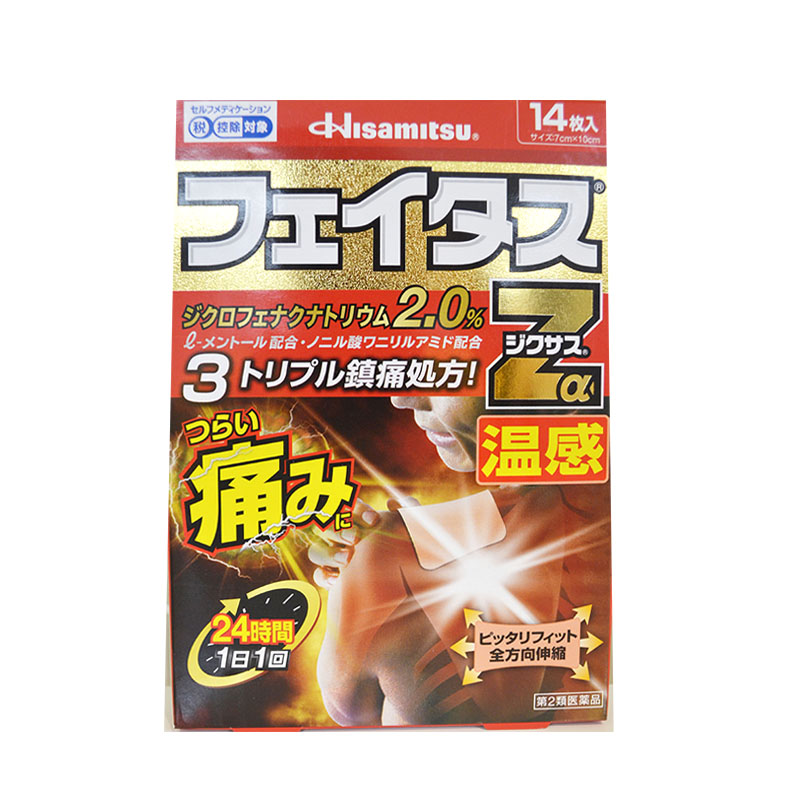 セルフメディケーション
税 控除 対象
Hisamitsu®
14枚入
サイズ:7cm×10cm
フェイタス®
Zα
ジクサス®
ジクロフェナクナトリウム2.0%
ℓ-メントール配合・ノニル酸ワニリルアミド配合
3トリプル鎮痛処方!
温感
つらい
痛みに
24時間
1日1回
ピッタリフィット
全方向伸縮
第2類医薬品